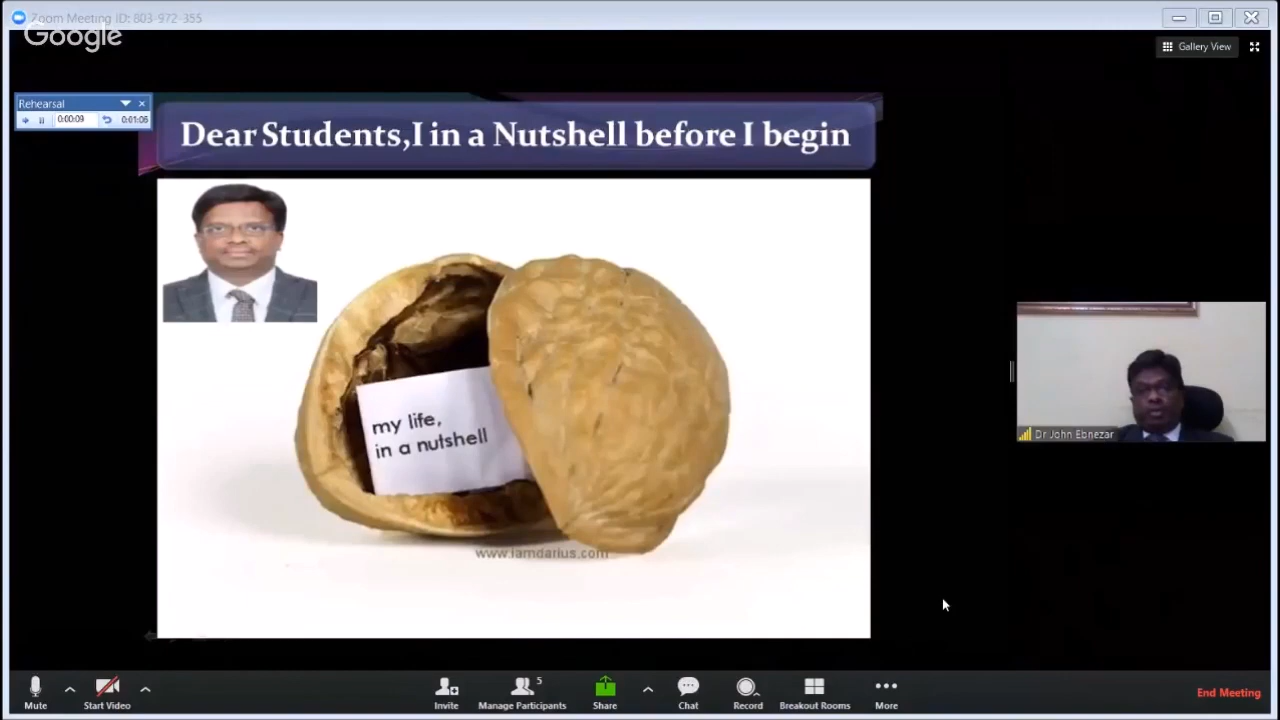 Zoom Meeting ID: 803-972-355
Google
Gallery View
Rehearsal
0:00:09 0:01:06
Dear Students,I in a Nutshell before I begin
my life,
in a nutshell
www.iamdarius.com
Dr John Ebnezar
5
Mute
Start Video
Invite
Manage Participants
Share
Chat
Record
Breakout Rooms
More
End Meeting